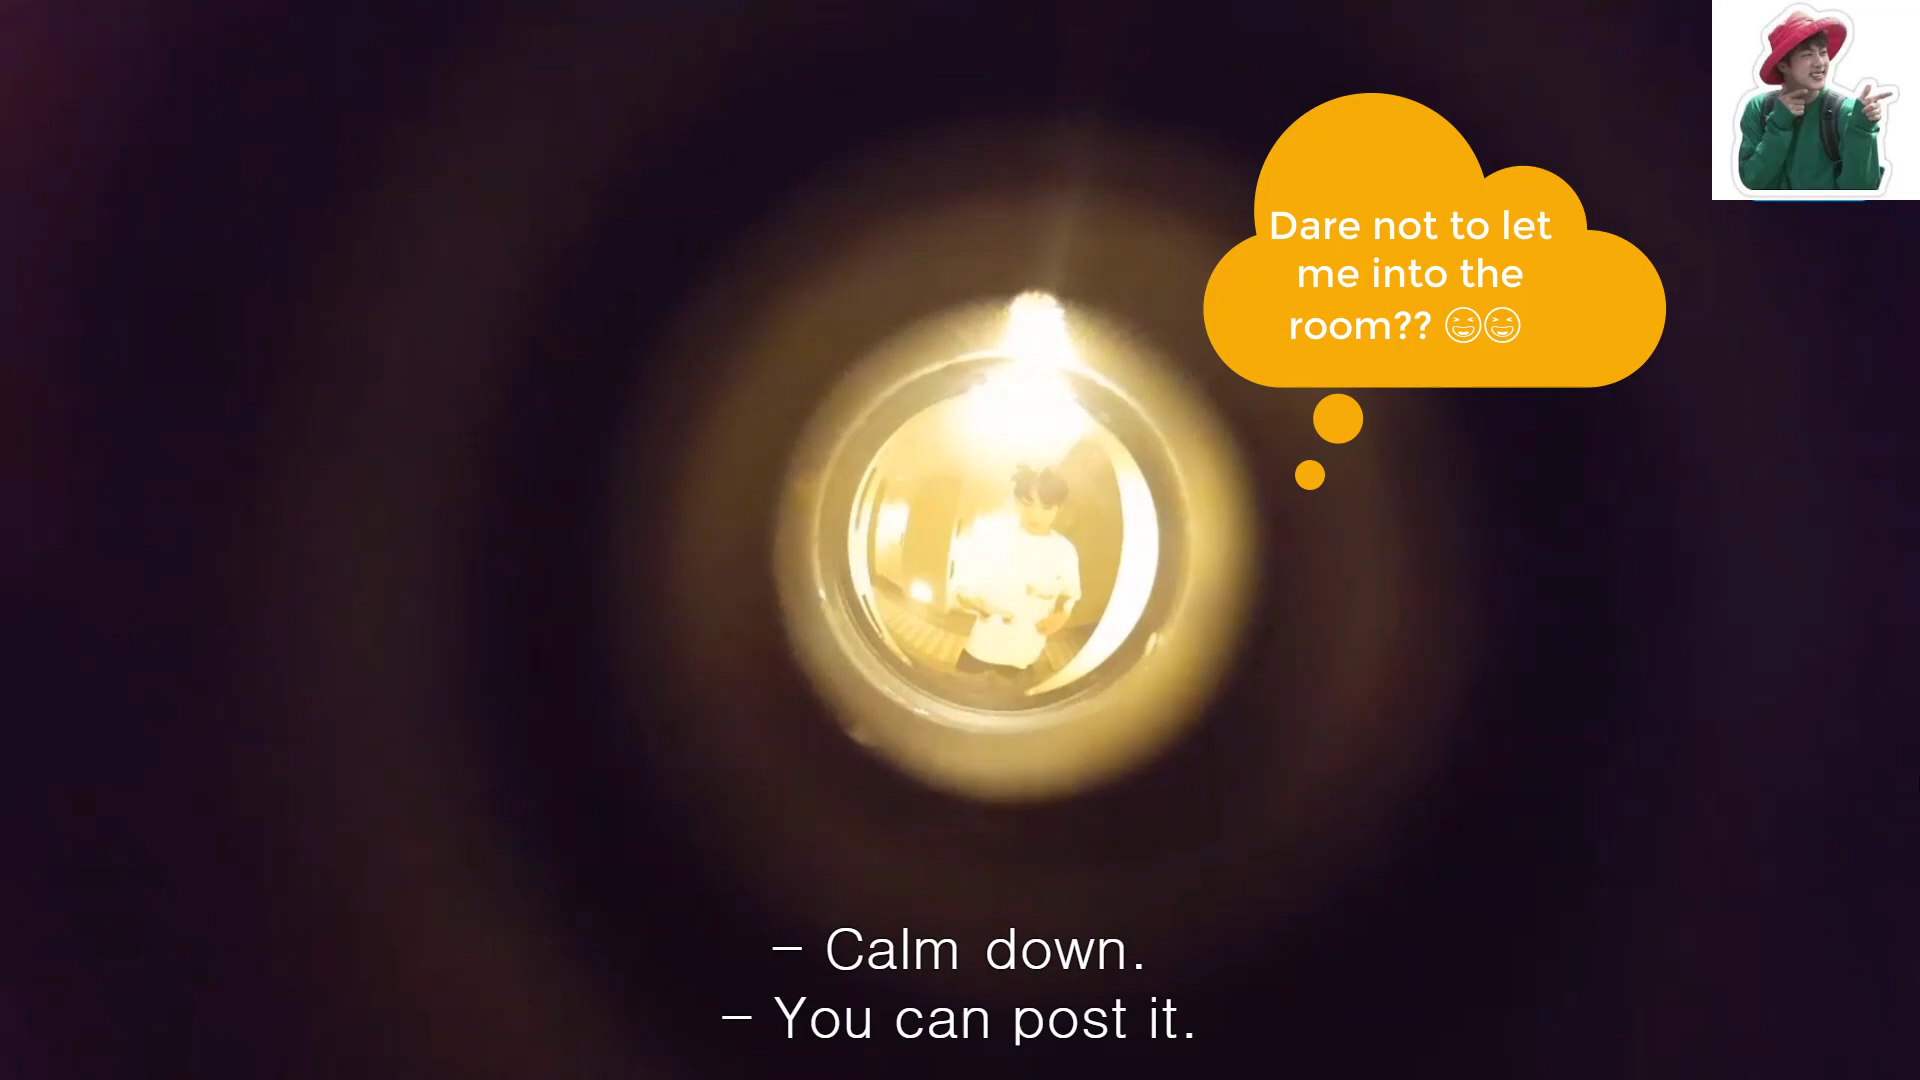 Dare not to let
me into the
room?? 😆😆
– Calm down.
– You can post it.